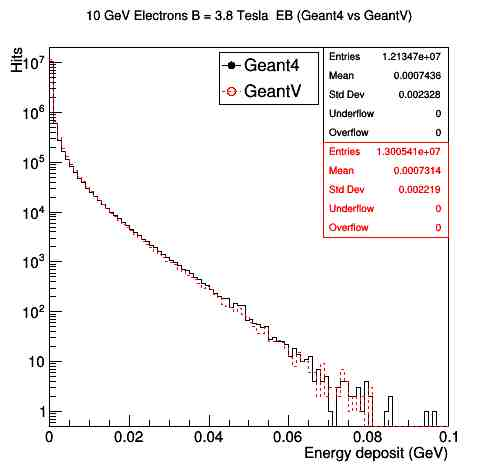 10 GeV Electrons B = 3.8 Tesla EB (Geant4 vs GeantV)
Hits
Geant4
GeantV
Entries 1.21347e+07
Mean 0.0007436
Std Dev 0.002328
Underflow 0
Overflow 0
Entries 1.300541e+07
Mean 0.0007314
Std Dev 0.002219
Underflow 0
Overflow 0
10⁷
10⁶
10⁵
10⁴
10³
10²
10
1
0 0.02 0.04 0.06 0.08 0.1
Energy deposit (GeV)